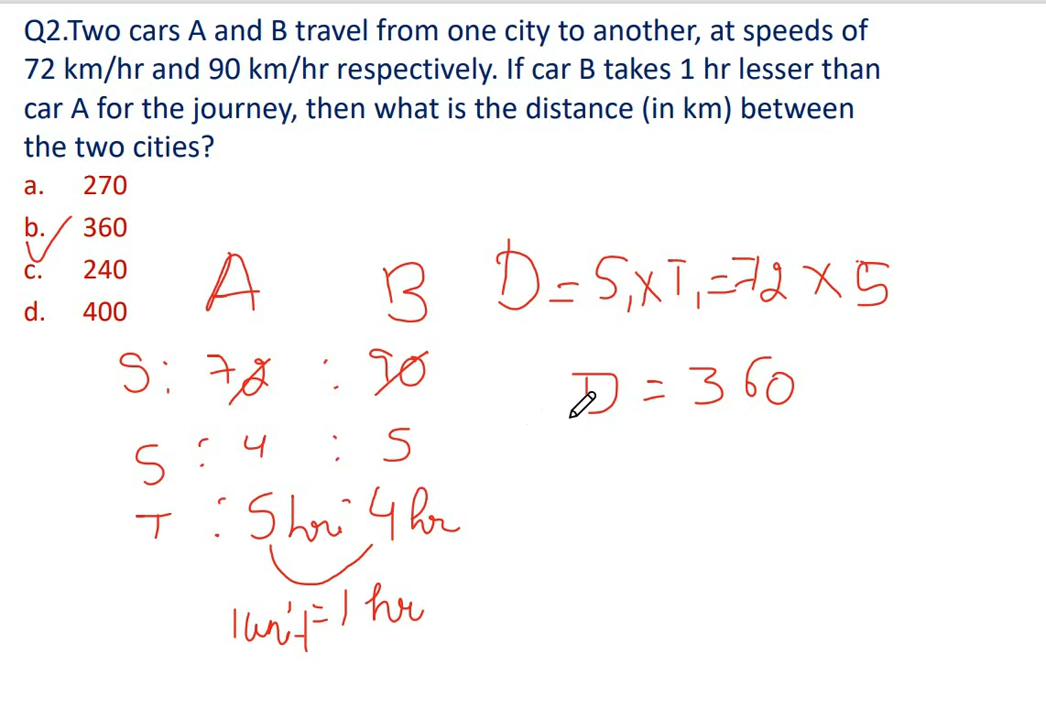 Q2.Two cars A and B travel from one city to another, at speeds of
72 km/hr and 90 km/hr respectively. If car B takes 1 hr lesser than
car A for the journey, then what is the distance (in km) between
the two cities?
a. 270
b. 360
c. 240
d. 400
A B D = S₁ x T₁ = 72 x 5
S : 72 : 90
D = 360
S : 4 : 5
T : 5 hr : 4 hr
1 unit = 1 hr